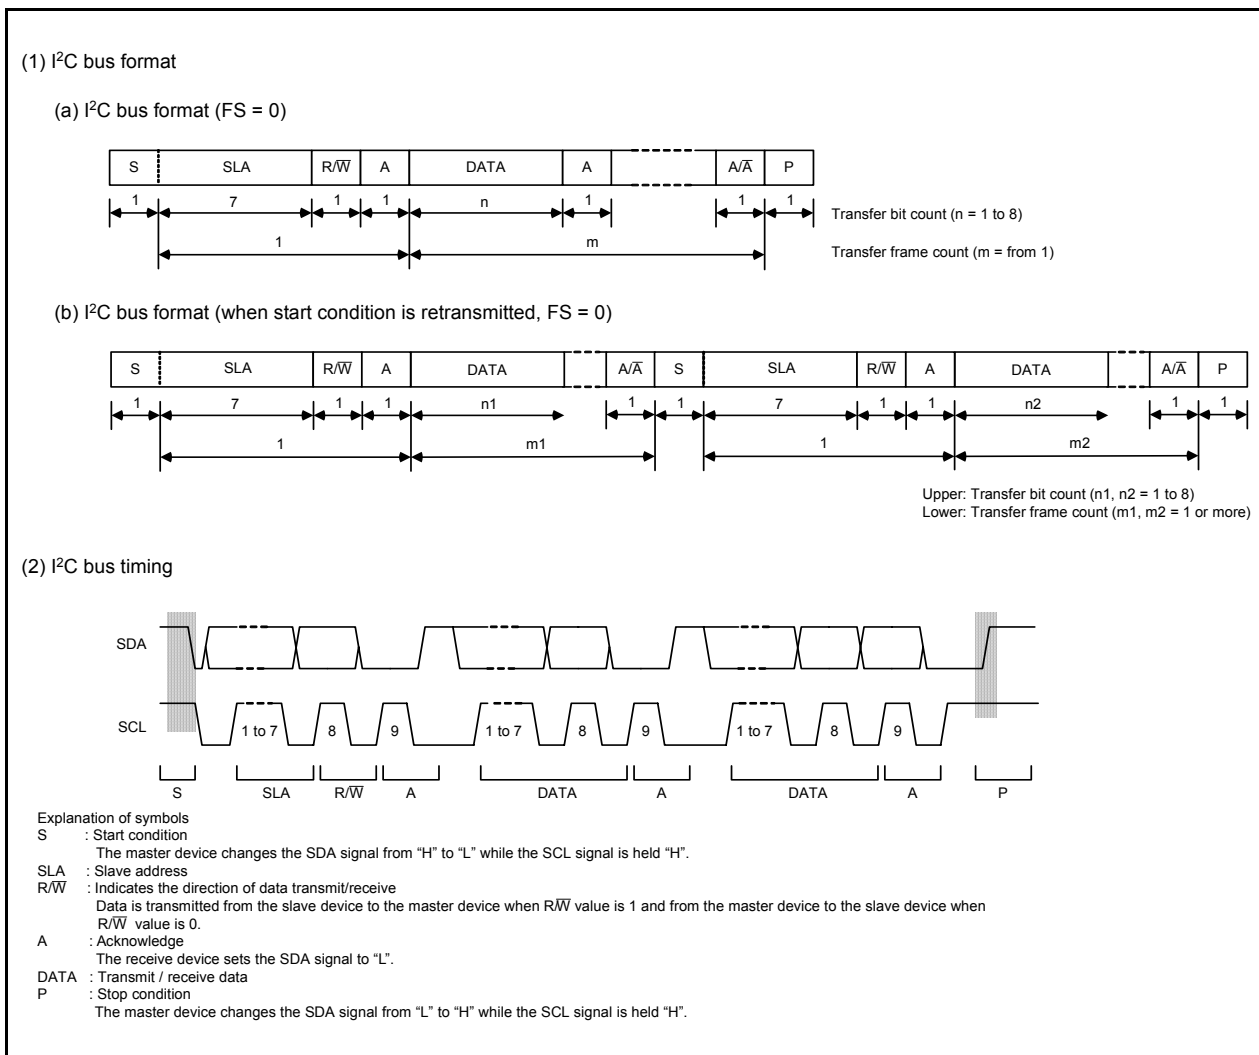 (1) I²C bus format
(a) I²C bus format (FS = 0)
S SLA R/W̅ A DATA A A/A̅ P
1 7 1 1 n 1 1 1
Transfer bit count (n = 1 to 8)
1 m
Transfer frame count (m = from 1)
(b) I²C bus format (when start condition is retransmitted, FS = 0)
S SLA R/W̅ A DATA A/A̅ S SLA R/W̅ A DATA A/A̅ P
1 7 1 1 n1 1 1 7 1 1 n2 1 1
1 m1 1 m2
Upper: Transfer bit count (n1, n2 = 1 to 8)
Lower: Transfer frame count (m1, m2 = 1 or more)
(2) I²C bus timing
SDA
SCL 1 to 7 8 9 1 to 7 8 9 1 to 7 8 9
S SLA R/W̅ A DATA A DATA A P
Explanation of symbols
S : Start condition
The master device changes the SDA signal from “H” to “L” while the SCL signal is held “H”.
SLA : Slave address
R/W̅ : Indicates the direction of data transmit/receive
Data is transmitted from the slave device to the master device when R/W̅ value is 1 and from the master device to the slave device when
R/W̅ value is 0.
A : Acknowledge
The receive device sets the SDA signal to “L”.
DATA : Transmit / receive data
P : Stop condition
The master device changes the SDA signal from “L” to “H” while the SCL signal is held “H”.